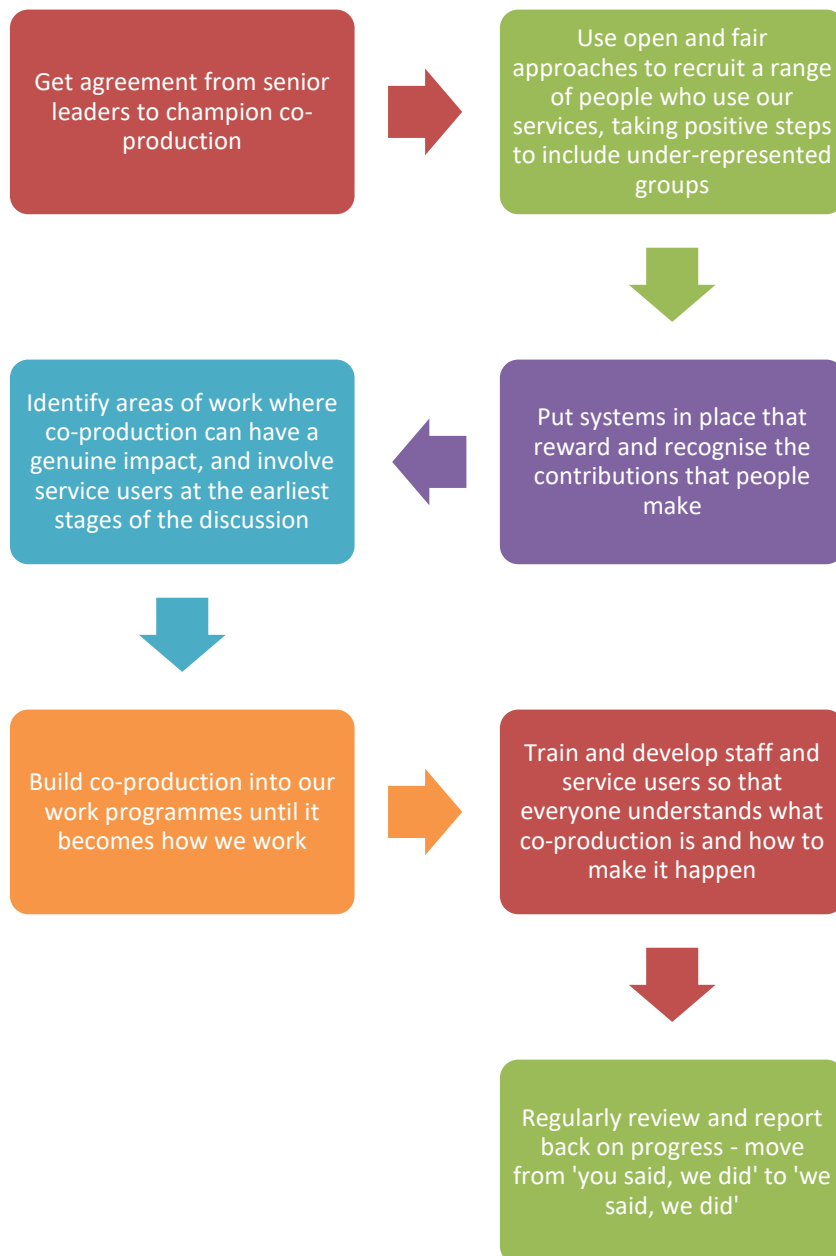 Get agreement from senior
leaders to champion co-
production
Use open and fair
approaches to recruit a range
of people who use our
services, taking positive steps
to include under-represented
groups
Put systems in place that
reward and recognise the
contributions that people
make
Identify areas of work where
co-production can have a
genuine impact, and involve
service users at the earliest
stages of the discussion
Build co-production into our
work programmes until it
becomes how we work
Train and develop staff and
service users so that
everyone understands what
co-production is and how to
make it happen
Regularly review and report
back on progress - move
from 'you said, we did' to 'we
said, we did'